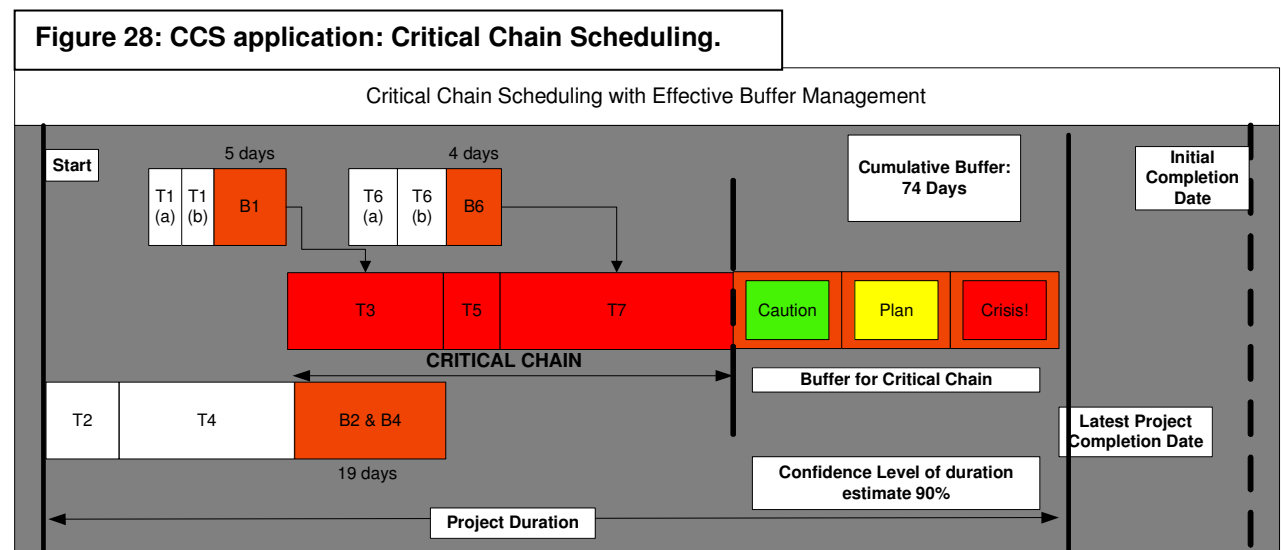 Figure 28: CCS application: Critical Chain Scheduling.
Critical Chain Scheduling with Effective Buffer Management
Start
5 days
T1
(a)
T1
(b)
B1
4 days
T6
(a)
T6
(b)
B6
Cumulative Buffer:
74 Days
Initial
Completion
Date
T3
T5
T7
Caution
Plan
Crisis!
CRITICAL CHAIN
Buffer for Critical Chain
T2
T4
B2 & B4
19 days
Latest Project
Completion Date
Confidence Level of duration
estimate 90%
Project Duration